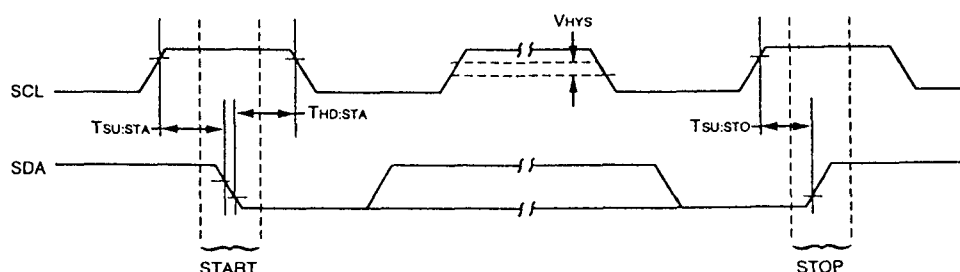 VHYS
SCL
TSU:STA
THD:STA
TSU:STO
SDA
START
STOP